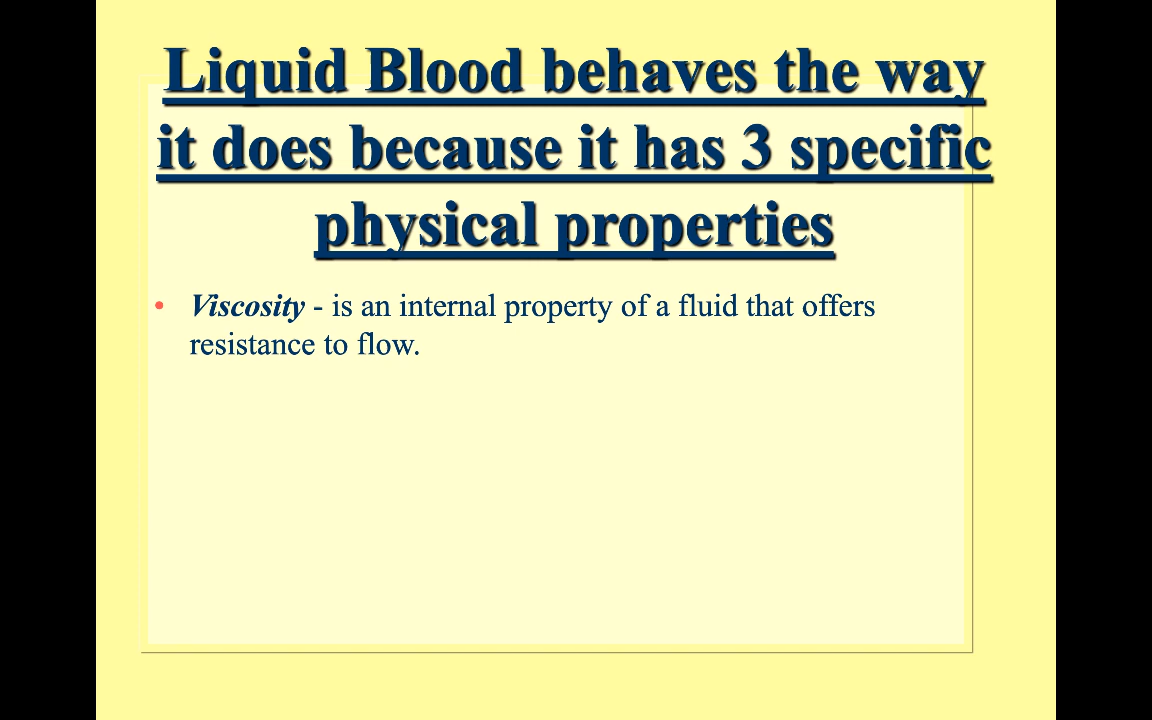 Liquid Blood behaves the way
it does because it has 3 specific
physical properties
• Viscosity - is an internal property of a fluid that offers
resistance to flow.